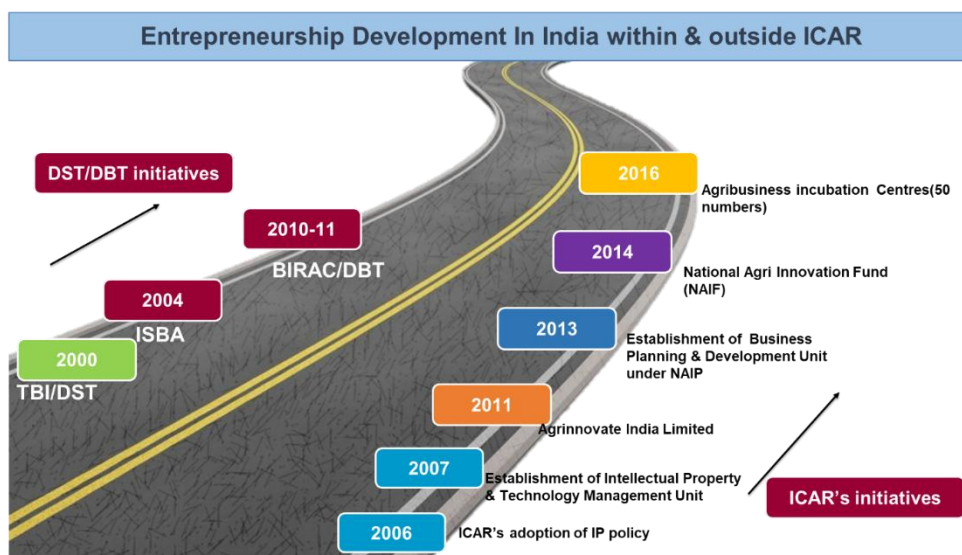 Entrepreneurship Development In India within & outside ICAR
DST/DBT initiatives
2010-11
BIRAC/DBT
2004
ISBA
2000
TBI/DST
2016
Agribusiness incubation Centres(50
numbers)
2014
National Agri Innovation Fund
(NAIF)
2013
Establishment of Business
Planning & Development Unit
under NAIP
2011
Agrinnovate India Limited
2007
Establishment of Intellectual Property
& Technology Management Unit
2006
ICAR's adoption of IP policy
ICAR's initiatives